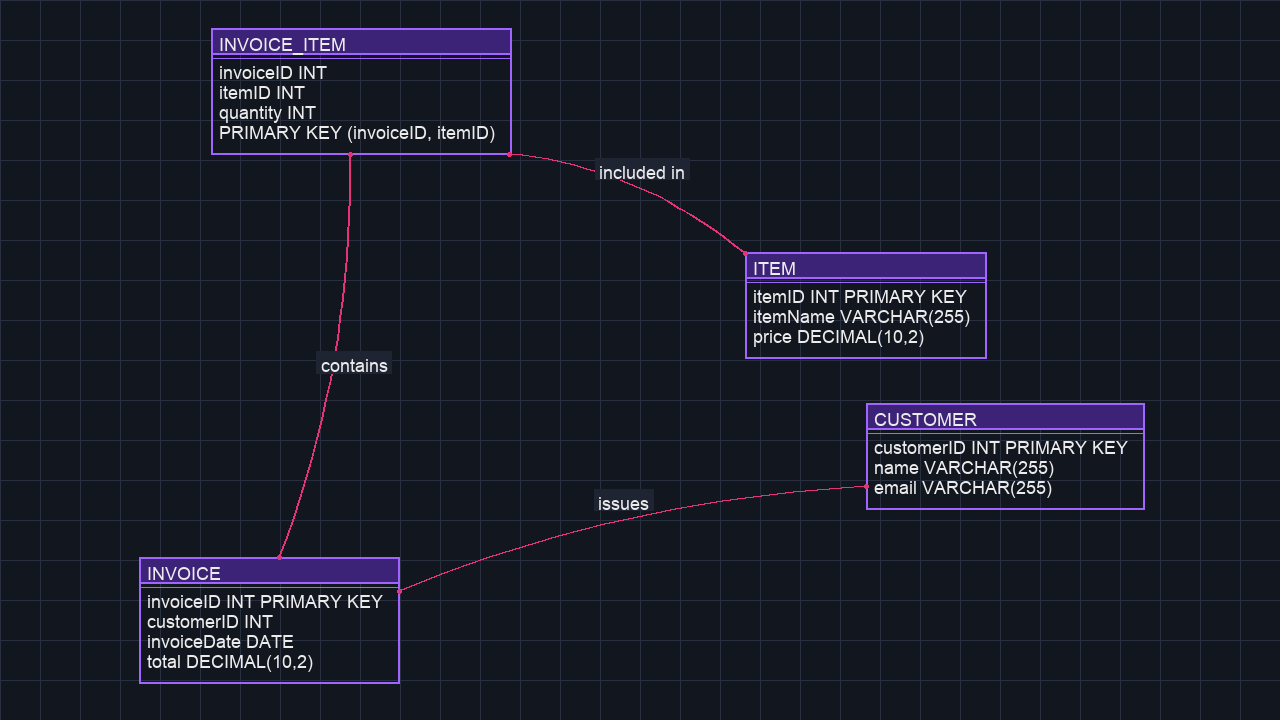 INVOICE_ITEM
invoiceID INT
itemID INT
quantity INT
PRIMARY KEY (invoiceID, itemID)
included in
ITEM
itemID INT PRIMARY KEY
itemName VARCHAR(255)
price DECIMAL(10,2)
contains
CUSTOMER
customerID INT PRIMARY KEY
name VARCHAR(255)
email VARCHAR(255)
issues
INVOICE
invoiceID INT PRIMARY KEY
customerID INT
invoiceDate DATE
total DECIMAL(10,2)